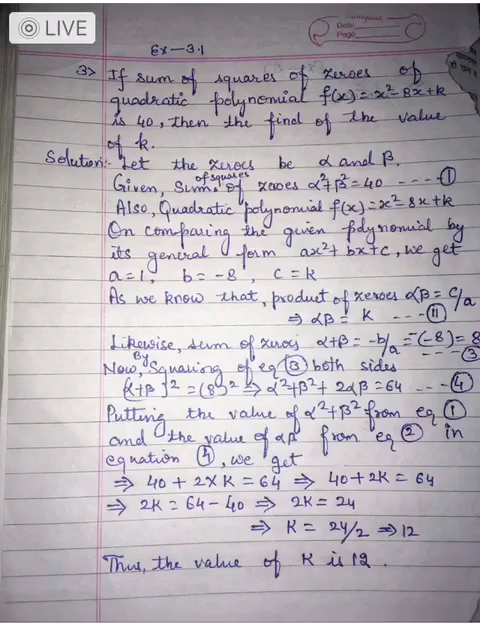 LIVE
Date
Page
Ex-3.1
3> If sum of squares of zeroes of
quadratic polynomial f(x) = x² - 8x + k
is 40, then the find of the value
of k.
Solution:- Let the zeroes be α and β.
Given, Sum of squares of zeroes α²+β² = 40 ---- ①
Also, Quadratic polynomial f(x) = x² 8x + k
On comparing the given polynomial by
its general form ax² + bx + c, we get
a = 1, b = -8, c = k
As we know that, product of zeroes αβ = c/a
⇒ αβ = K --- ⑪
Likewise, sum of zeroes α+β = -b/a = -(-8) = 8
---- ③
Now, By Squaring of eq ③ both sides
(α+β)² = (8)² ⇒ α²+β² + 2αβ = 64 --- ④
Putting the value of α²+β² from eq ①
and the value of αβ from eq ② in
equation ④, we get
⇒ 40 + 2×K = 64 ⇒ 40 + 2K = 64
⇒ 2K = 64 - 40 ⇒ 2K = 24
⇒ K = 24/2 ⇒ 12
Thus, the value of K is 12.